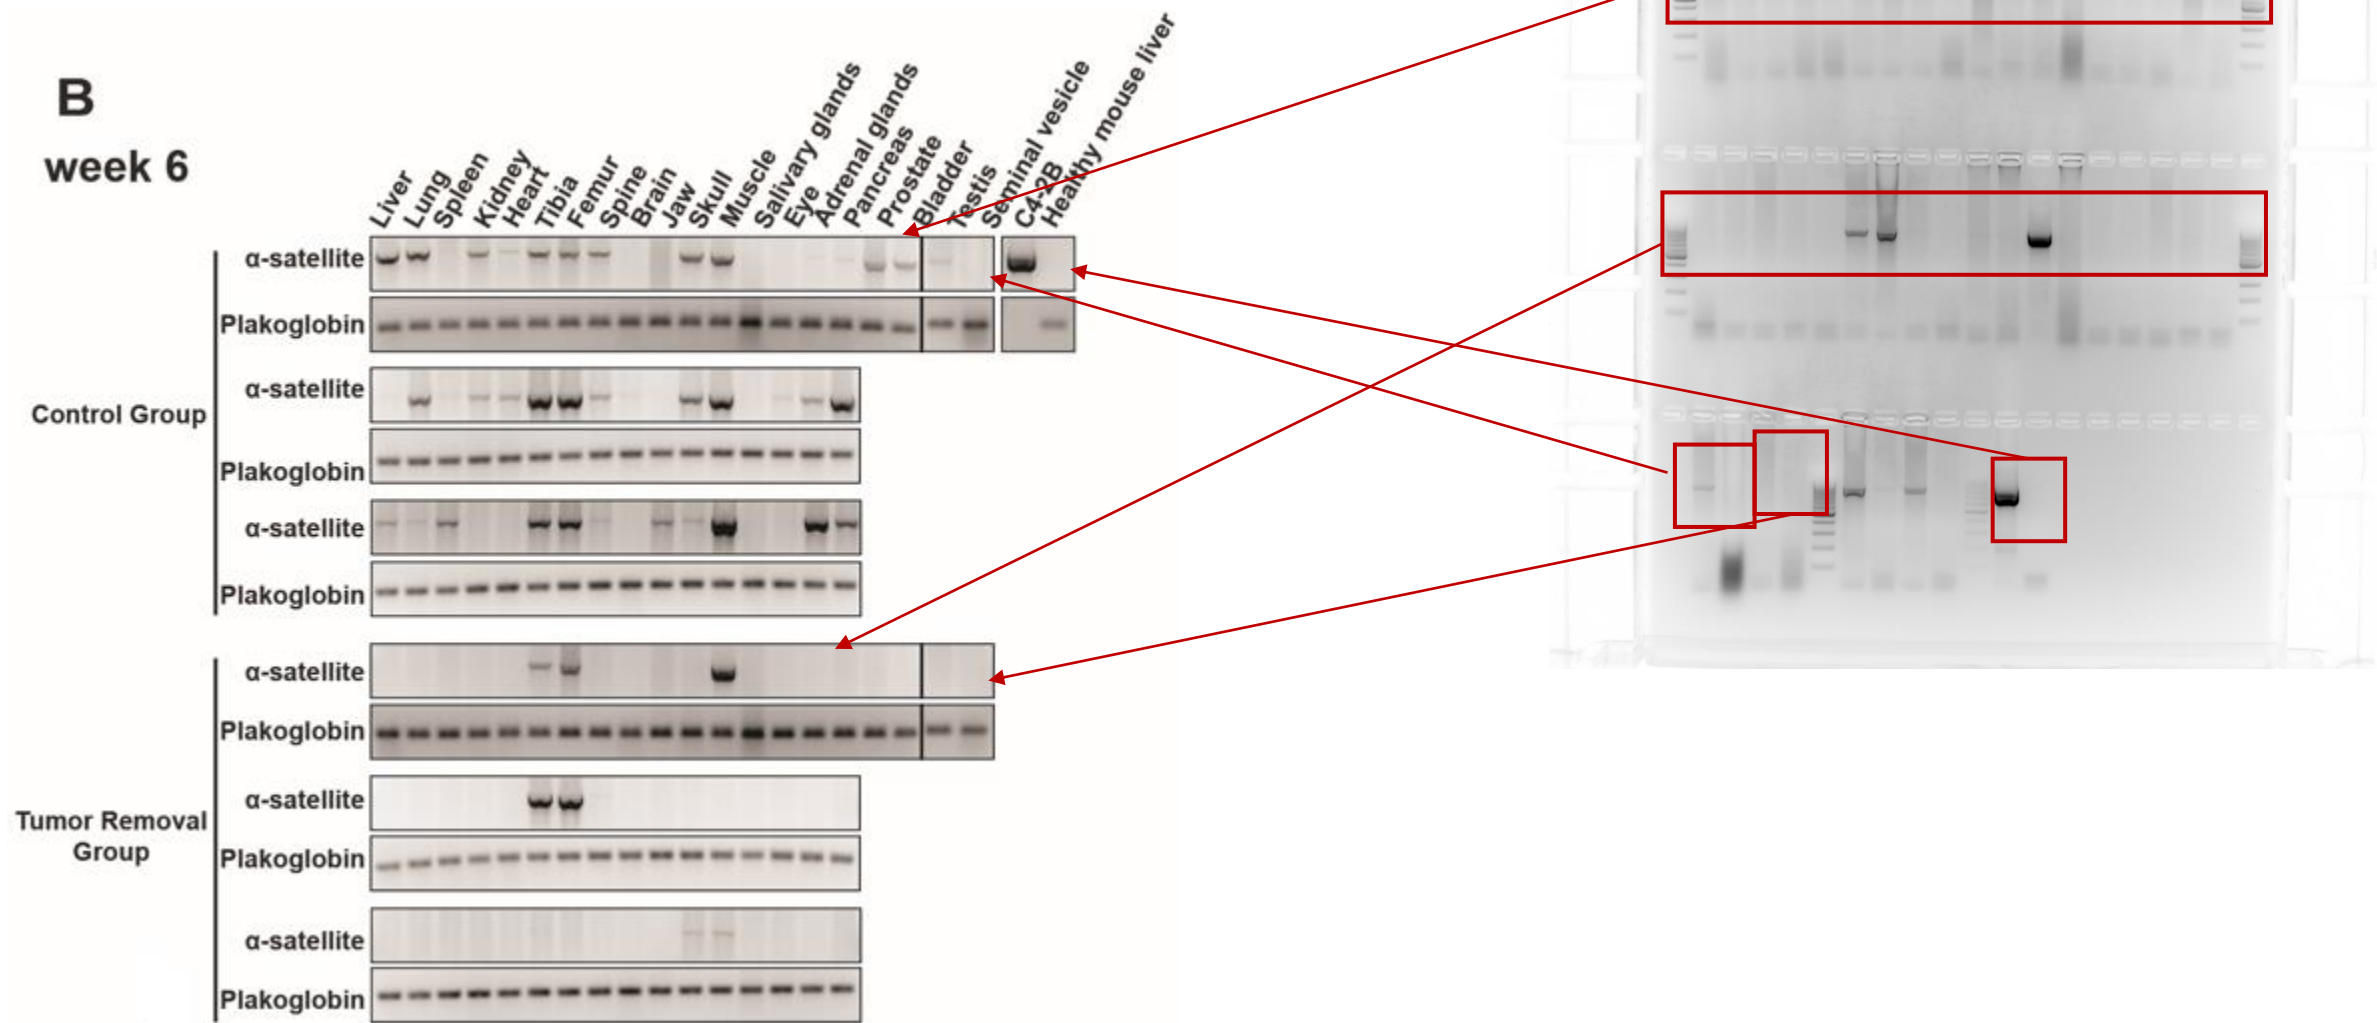 B
week 6
Liver
Lung
Spleen
Kidney
Heart
Tibia
Femur
Spine
Brain
Jaw
Skull
Muscle
Salivary glands
Eye
Adrenal glands
Pancreas
Prostate
Bladder
Testis
Seminal vesicle
C4-2B
Healthy mouse liver
α-satellite
Plakoglobin
Control Group
α-satellite
Plakoglobin
α-satellite
Plakoglobin
α-satellite
Plakoglobin
Tumor Removal
Group
α-satellite
Plakoglobin
α-satellite
Plakoglobin